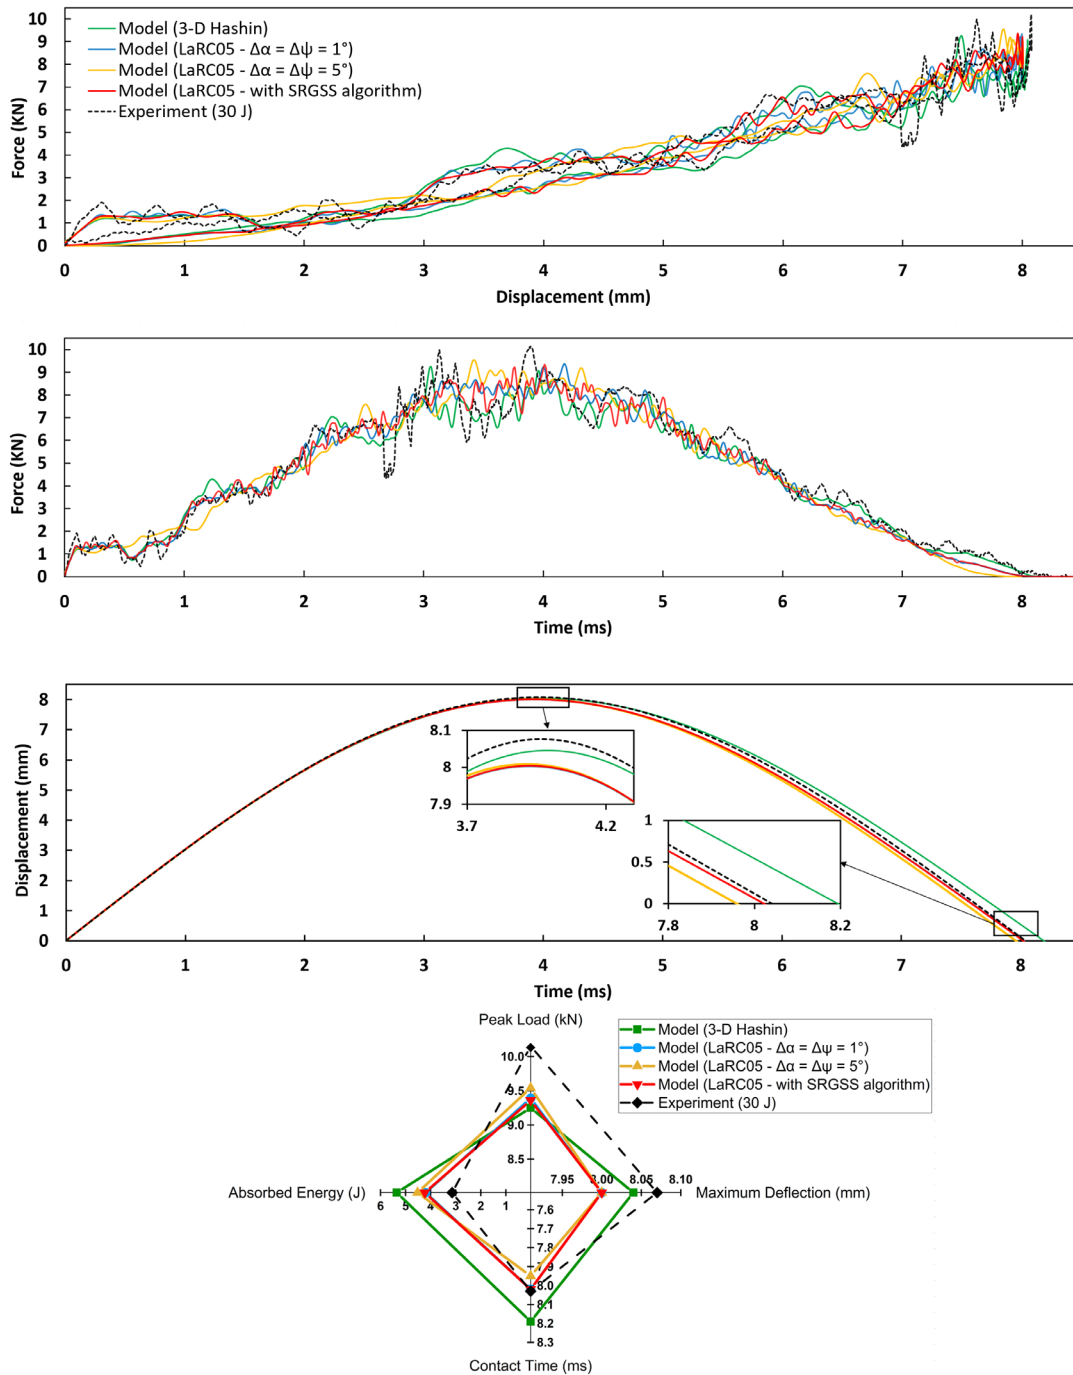 Model (3-D Hashin)
Model (LaRC05 - Δα = Δψ = 1°)
Model (LaRC05 - Δα = Δψ = 5°)
Model (LaRC05 - with SRGSS algorithm)
Experiment (30 J)
Force (KN)
10
9
8
7
6
5
4
3
2
1
0
0 1 2 3 4 5 6 7 8
Displacement (mm)
Force (KN)
10
9
8
7
6
5
4
3
2
1
0
0 1 2 3 4 5 6 7 8
Time (ms)
Displacement (mm)
8
7
6
5
4
3
2
1
0
8.1
8
7.9
3.7 4.2
1
0.5
0
7.8 8 8.2
0 1 2 3 4 5 6 7 8
Time (ms)
Peak Load (kN)
Model (3-D Hashin)
Model (LaRC05 - Δα = Δψ = 1°)
Model (LaRC05 - Δα = Δψ = 5°)
Model (LaRC05 - with SRGSS algorithm)
Experiment (30 J)
10.0
9.5
9.0
8.5
7.95 8.00 8.05 8.10
Absorbed Energy (J)
Maximum Deflection (mm)
6 5 4 3 2 1
7.6
7.7
7.8
7.9
8.0
8.1
8.2
8.3
Contact Time (ms)